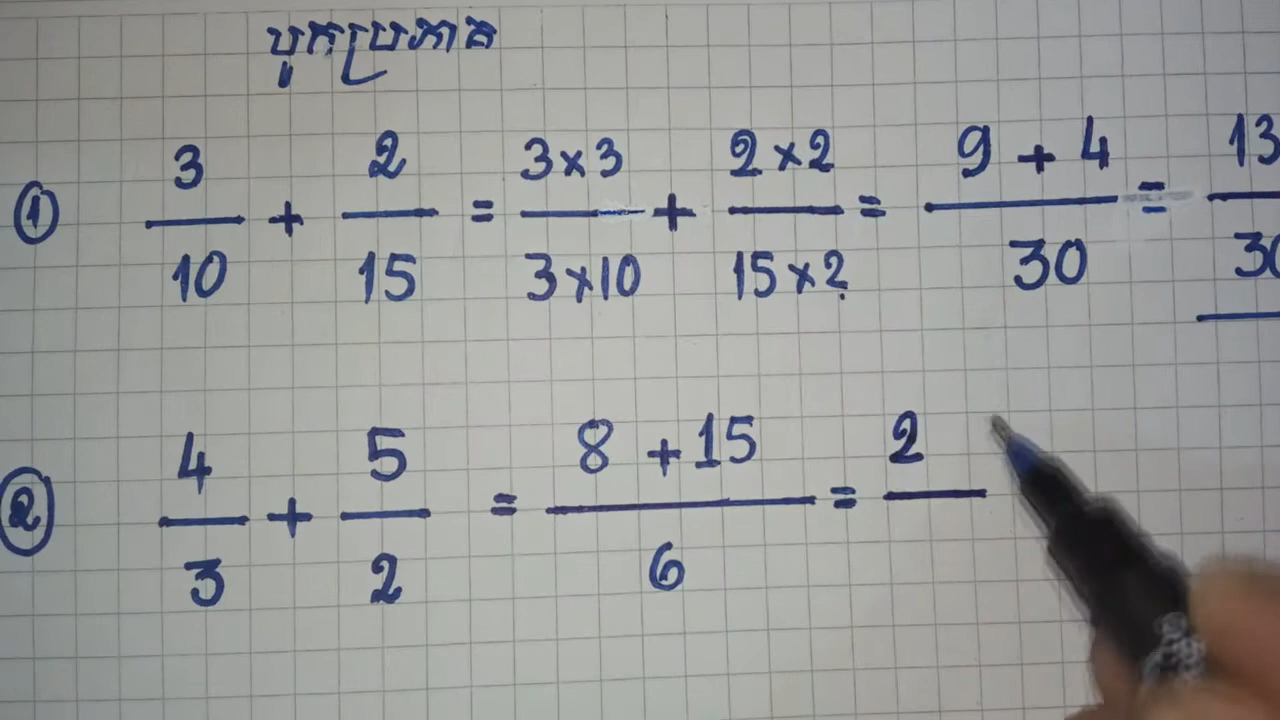 បូកប្រភាគ
① 3/10 + 2/15 = 3×3/3×10 + 2×2/15×2 = 9 + 4/30 = 13/30
② 4/3 + 5/2 = 8 + 15/6 = 2